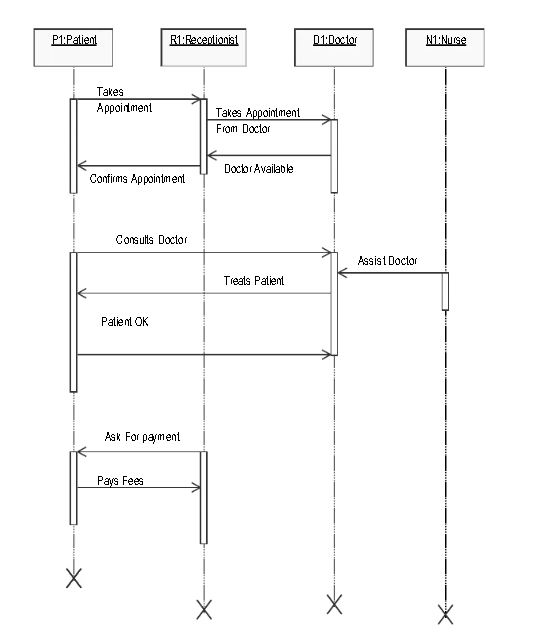 P1:Patient
R1:Receptionist
D1:Doctor
N1:Nurse
Takes
Appointment
Takes Appointment
From Doctor
Doctor Available
Confirms Appointment
Consults Doctor
Assist Doctor
Treats Patient
Patient OK
Ask For payment
Pays Fees